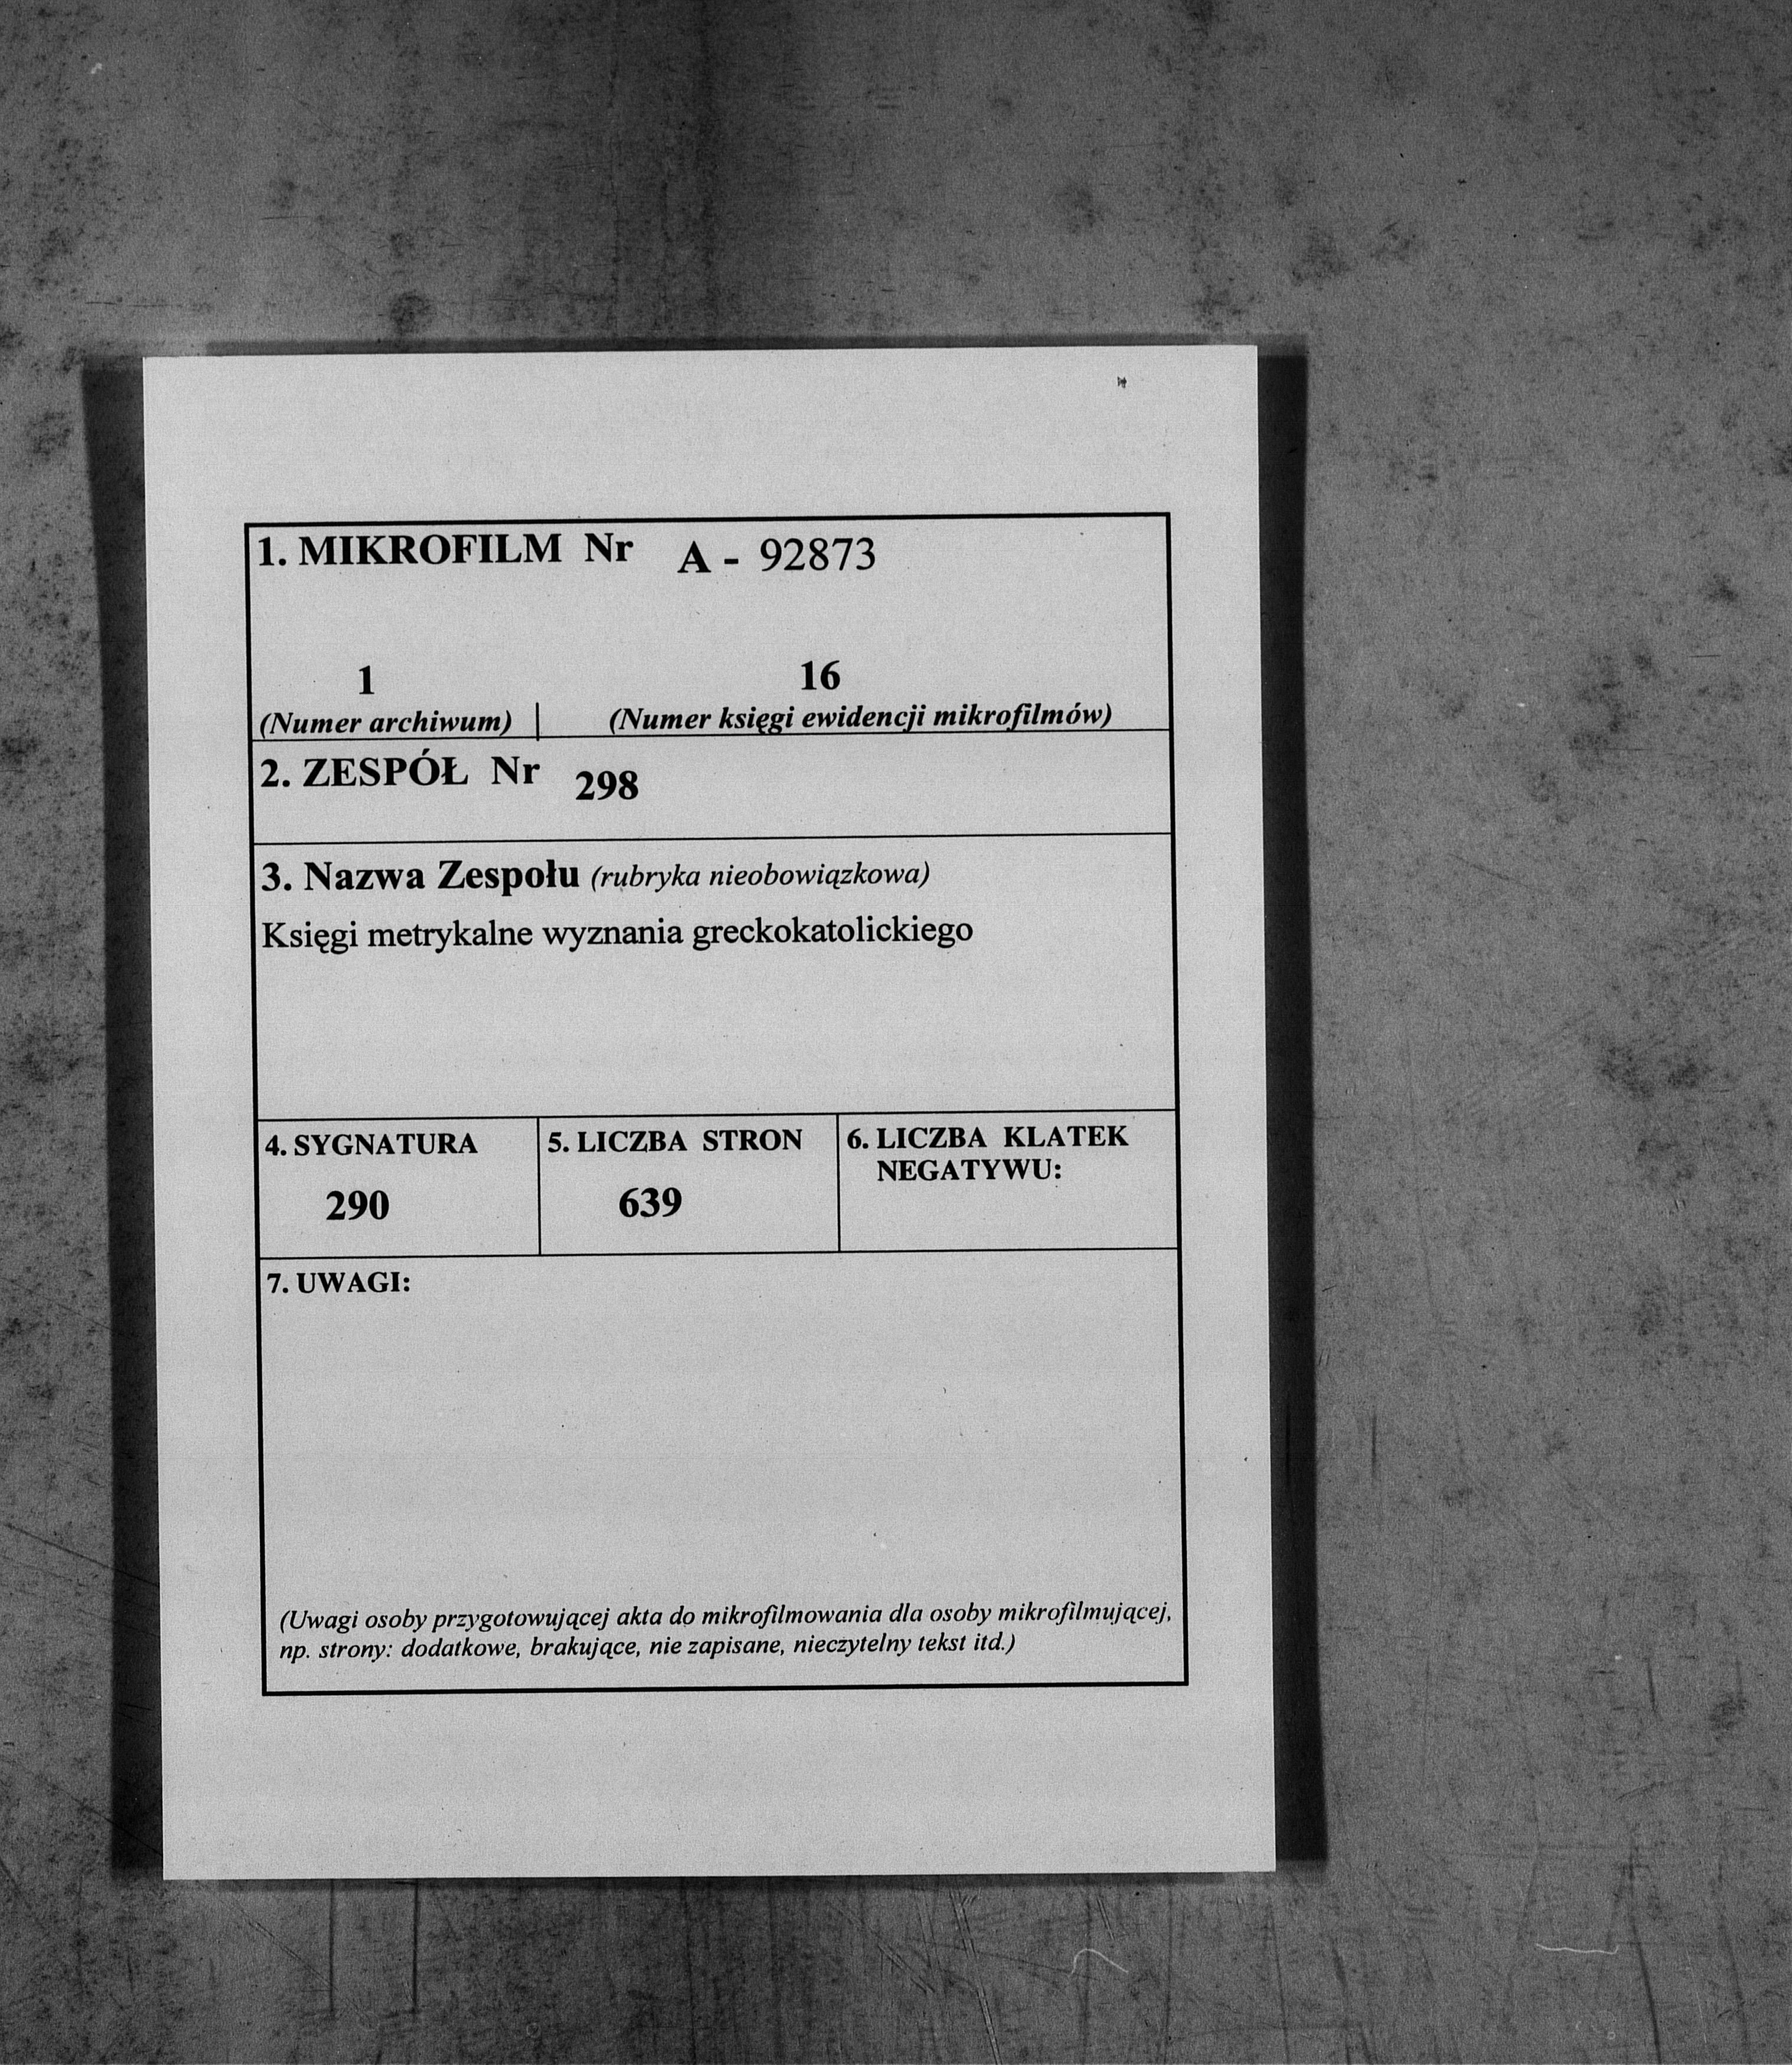 1. MIKROFILM Nr A - 92873
1 16
(Numer archiwum) (Numer księgi ewidencji mikrofilmów)
2. ZESPÓŁ Nr 298
3. Nazwa Zespołu (rubryka nieobowiązkowa)
Księgi metrykalne wyznania greckokatolickiego
4. SYGNATURA 5. LICZBA STRON 6. LICZBA KLATEK
NEGATYWU:
290 639
7. UWAGI:
(Uwagi osoby przygotowującej akta do mikrofilmowania dla osoby mikrofilmującej,
np. strony: dodatkowe, brakujące, nie zapisane, nieczytelny tekst itd.)